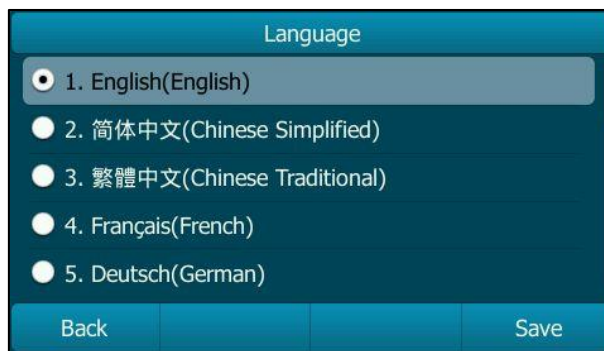 Language
1. English(English)
2. 简体中文(Chinese Simplified)
3. 繁體中文(Chinese Traditional)
4. Français(French)
5. Deutsch(German)
Back Save